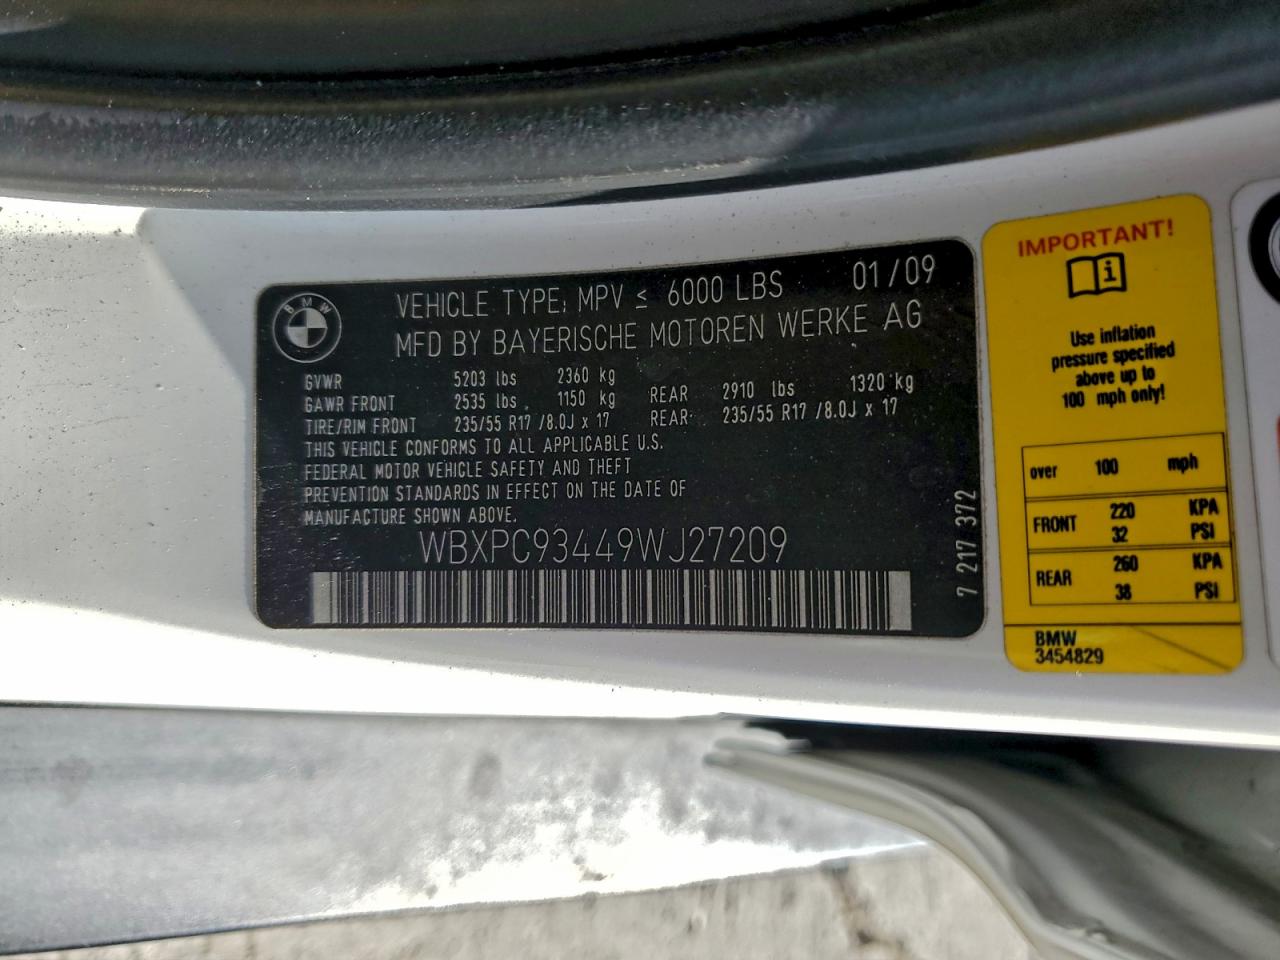 BMW
VEHICLE TYPE: MPV ≤ 6000 LBS 01/09
MFD BY BAYERISCHE MOTOREN WERKE AG
GVWR 5203 lbs 2360 kg
GAWR FRONT 2535 lbs 1150 kg REAR 2910 lbs 1320 kg
TIRE/RIM FRONT 235/55 R17 /8.0J x 17 REAR: 235/55 R17 /8.0J x 17
THIS VEHICLE CONFORMS TO ALL APPLICABLE U.S.
FEDERAL MOTOR VEHICLE SAFETY AND THEFT
PREVENTION STANDARDS IN EFFECT ON THE DATE OF
MANUFACTURE SHOWN ABOVE.
WBXPC93449WJ27209
7 217 372
IMPORTANT!
i
Use inflation
pressure specified
above up to
100 mph only!
over 100 mph
FRONT 220 KPA
32 PSI
REAR 260 KPA
38 PSI
BMW
3454829